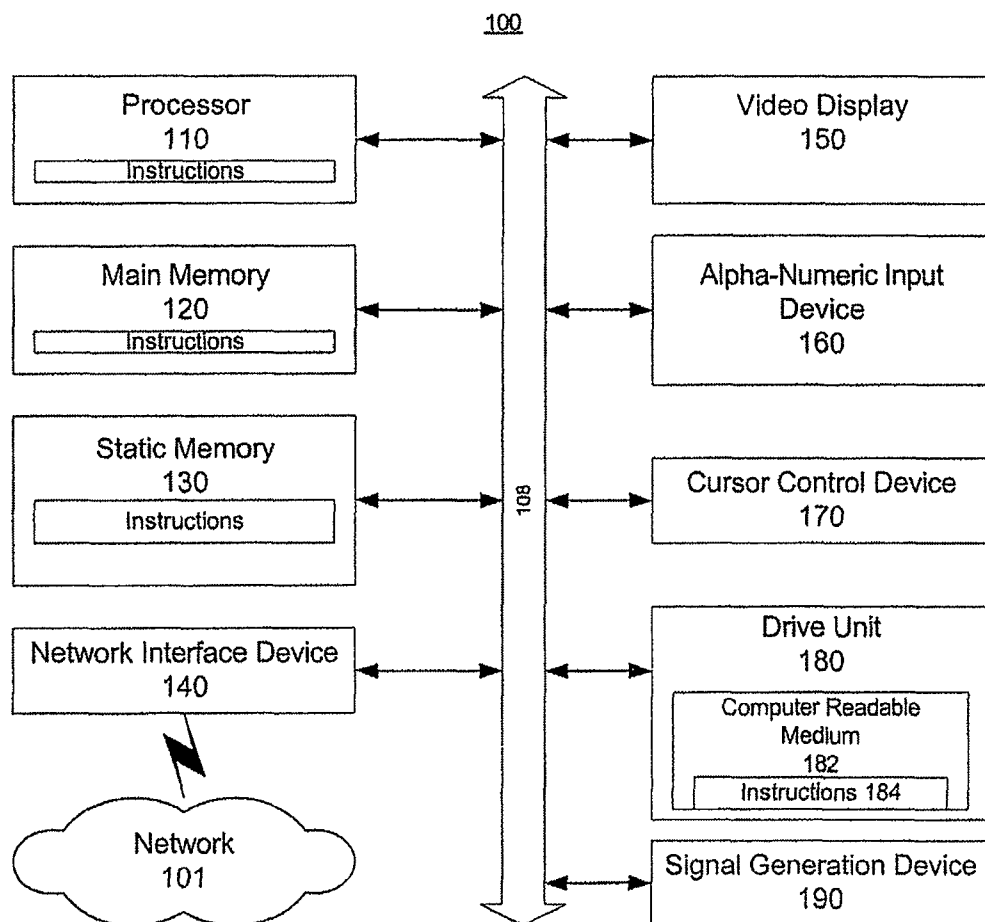 100
Processor
110
Instructions
Main Memory
120
Instructions
Static Memory
130
Instructions
Network Interface Device
140
Network
101
108
Video Display
150
Alpha-Numeric Input
Device
160
Cursor Control Device
170
Drive Unit
180
Computer Readable
Medium
182
Instructions 184
Signal Generation Device
190